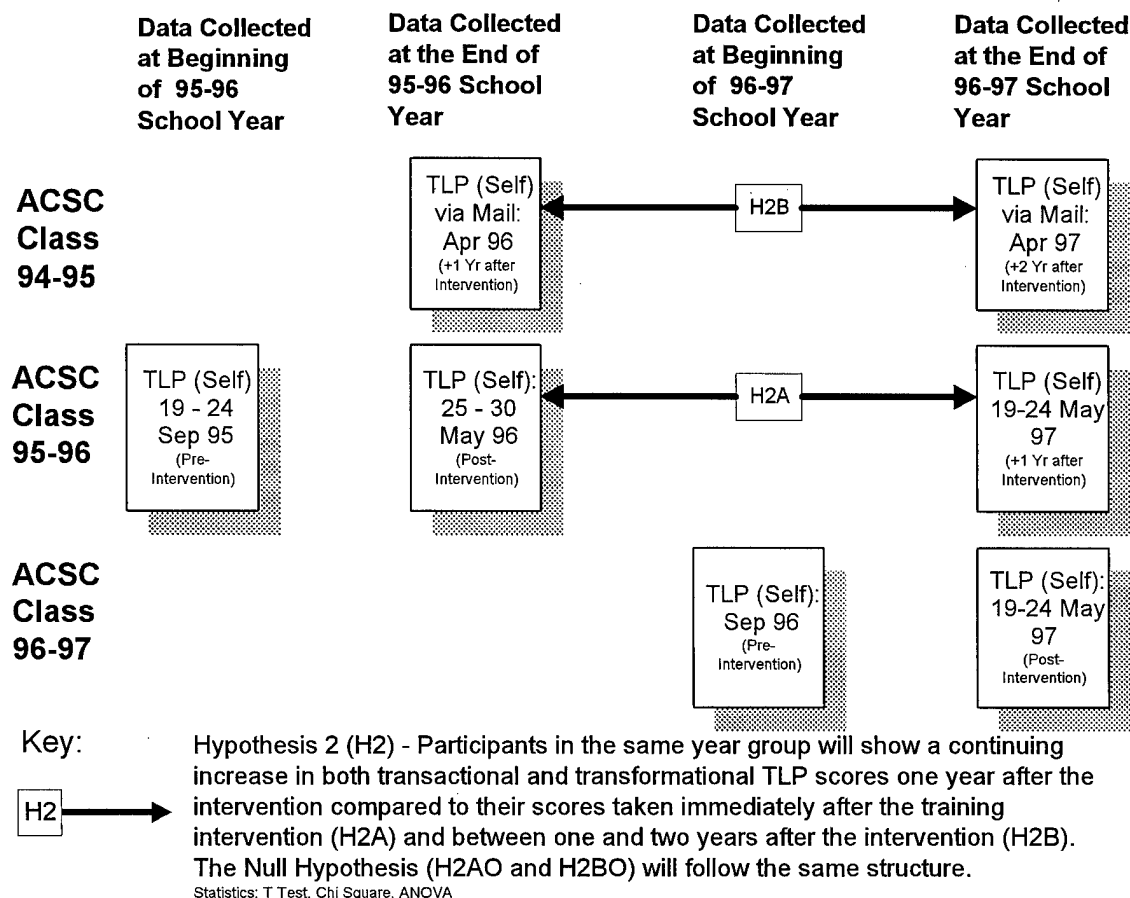 Data Collected
at Beginning
of 95-96
School Year
Data Collected
at the End of
95-96 School
Year
Data Collected
at Beginning
of 96-97
School Year
Data Collected
at the End of
96-97 School
Year
ACSC
Class
94-95
TLP (Self)
via Mail:
Apr 96
(+1 Yr after
Intervention)
H2B
TLP (Self)
via Mail:
Apr 97
(+2 Yr after
Intervention)
ACSC
Class
95-96
TLP (Self)
19 - 24
Sep 95
(Pre-
Intervention)
TLP (Self):
25 - 30
May 96
(Post-
Intervention)
H2A
TLP (Self)
19-24 May
97
(+1 Yr after
Intervention)
ACSC
Class
96-97
TLP (Self):
Sep 96
(Pre-
Intervention)
TLP (Self):
19-24 May
97
(Post-
Intervention)
Key:
H2
Hypothesis 2 (H2) - Participants in the same year group will show a continuing
increase in both transactional and transformational TLP scores one year after the
intervention compared to their scores taken immediately after the training
intervention (H2A) and between one and two years after the intervention (H2B).
The Null Hypothesis (H2AO and H2BO) will follow the same structure.
Statistics: T Test, Chi Square, ANOVA